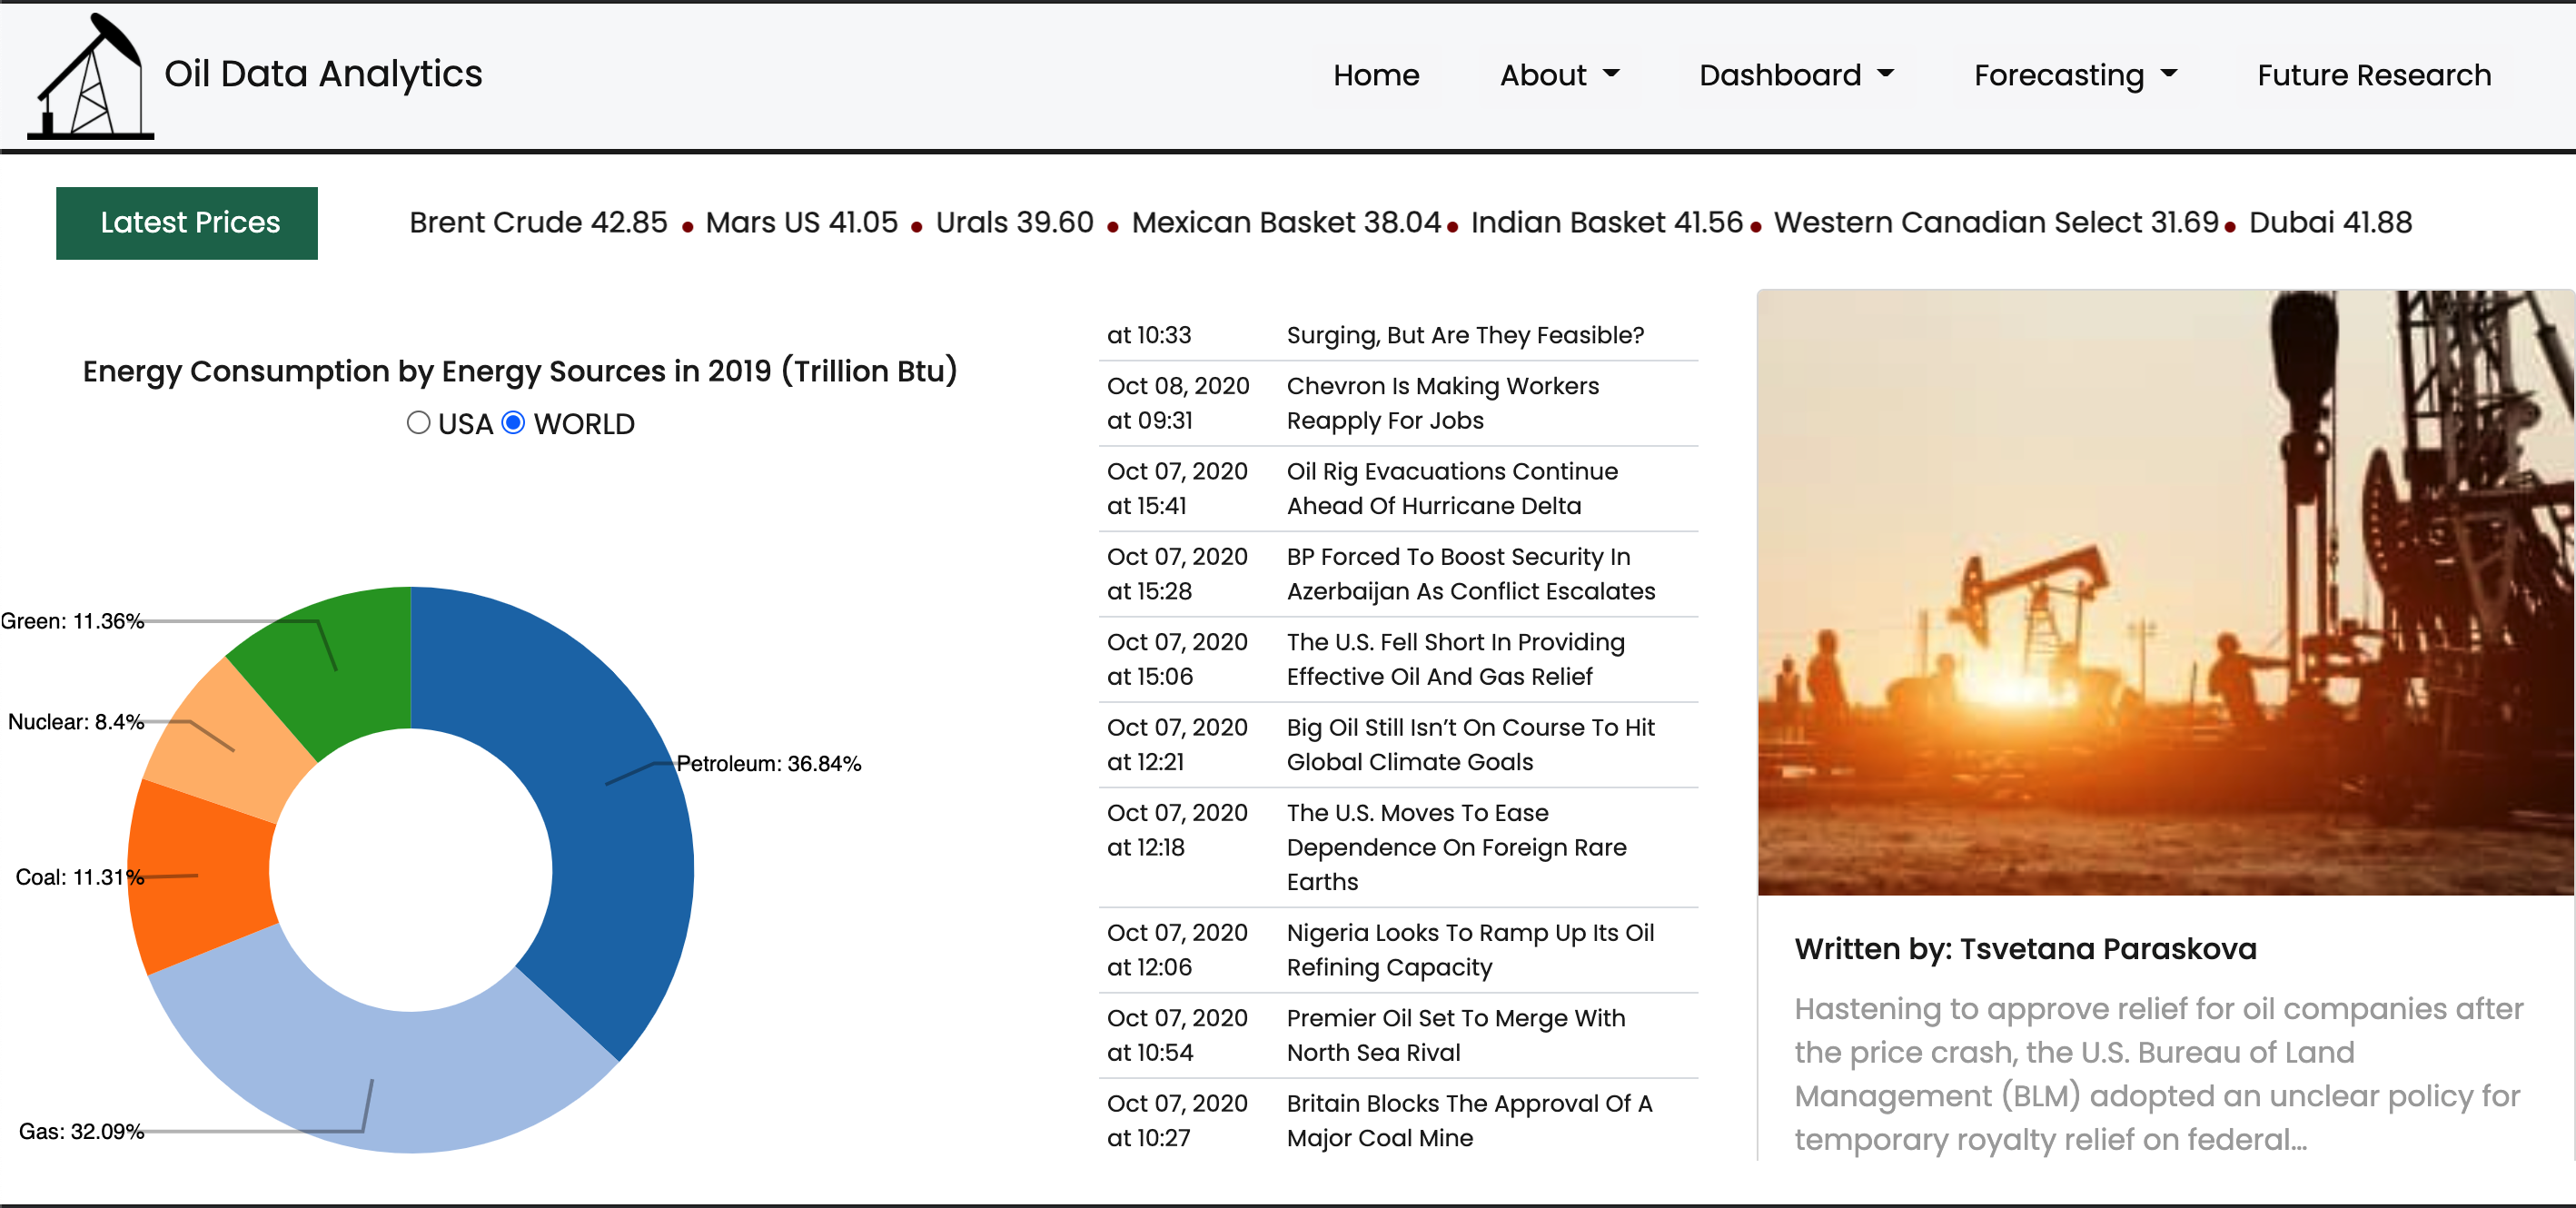 Oil Data Analytics
Home
About
Dashboard
Forecasting
Future Research
Latest Prices
Brent Crude 42.85 • Mars US 41.05 • Urals 39.60 • Mexican Basket 38.04 • Indian Basket 41.56 • Western Canadian Select 31.69 • Dubai 41.88
Energy Consumption by Energy Sources in 2019 (Trillion Btu)
USA WORLD
Green: 11.36%
Nuclear: 8.4%
Petroleum: 36.84%
Coal: 11.31%
Gas: 32.09%
at 10:33 Surging, But Are They Feasible?
Oct 08, 2020 Chevron Is Making Workers
at 09:31 Reapply For Jobs
Oct 07, 2020 Oil Rig Evacuations Continue
at 15:41 Ahead Of Hurricane Delta
Oct 07, 2020 BP Forced To Boost Security In
at 15:28 Azerbaijan As Conflict Escalates
Oct 07, 2020 The U.S. Fell Short In Providing
at 15:06 Effective Oil And Gas Relief
Oct 07, 2020 Big Oil Still Isn’t On Course To Hit
at 12:21 Global Climate Goals
Oct 07, 2020 The U.S. Moves To Ease
at 12:18 Dependence On Foreign Rare
Earths
Oct 07, 2020 Nigeria Looks To Ramp Up Its Oil
at 12:06 Refining Capacity
Oct 07, 2020 Premier Oil Set To Merge With
at 10:54 North Sea Rival
Oct 07, 2020 Britain Blocks The Approval Of A
at 10:27 Major Coal Mine
Written by: Tsvetana Paraskova
Hastening to approve relief for oil companies after
the price crash, the U.S. Bureau of Land
Management (BLM) adopted an unclear policy for
temporary royalty relief on federal...